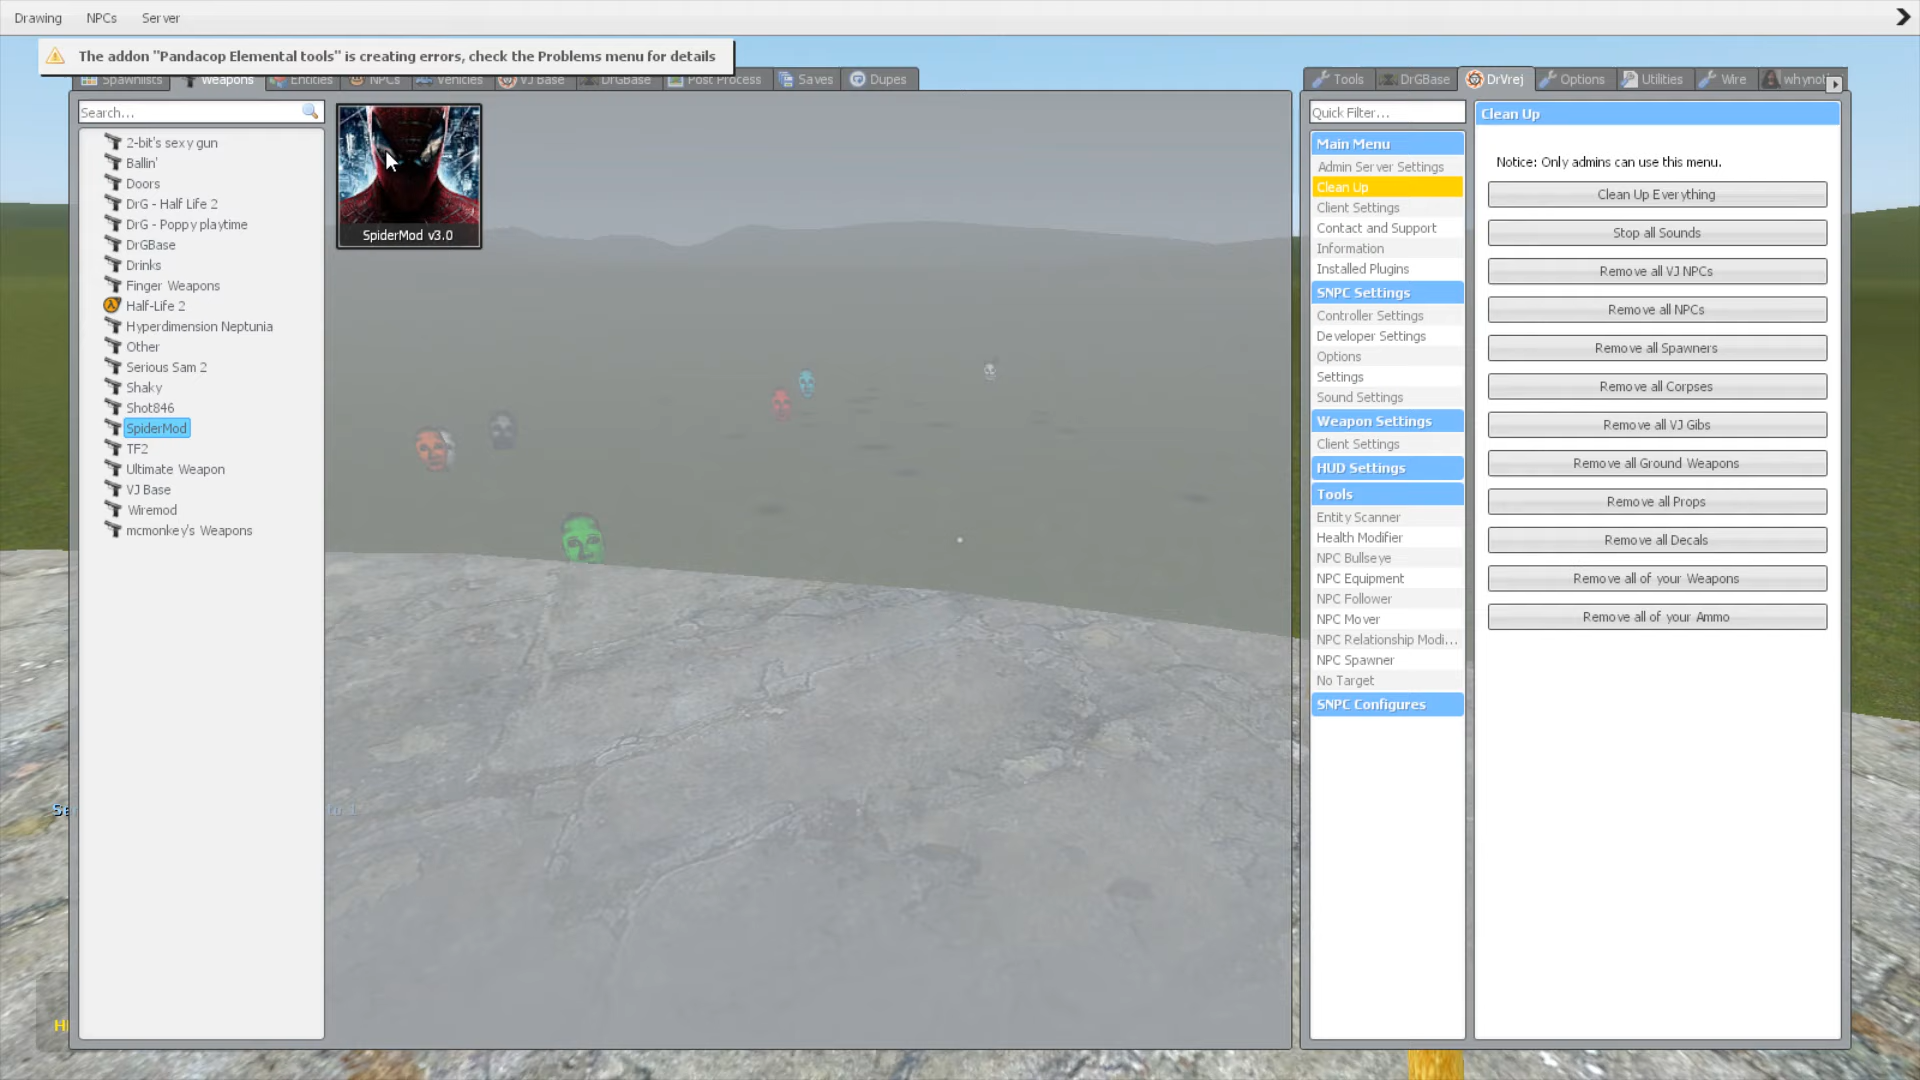 Drawing NPCs Server
The addon "Pandacop Elemental tools" is creating errors, check the Problems menu for details
Spawnlists Weapons Entities NPCs Vehicles VJ Base DrGBase Post Process Saves Dupes
Search...
2-bit's sexy gun
Ballin'
Doors
DrG - Half Life 2
DrG - Poppy playtime
DrGBase
Drinks
Finger Weapons
Half-Life 2
Hyperdimension Neptunia
Other
Serious Sam 2
Shaky
Shot846
SpiderMod
TF2
Ultimate Weapon
VJ Base
Wiremod
mcmonkey's Weapons
SpiderMod v3.0
Tools DrGBase DrVrej Options Utilities Wire
Quick Filter...
Main Menu
Admin Server Settings
Clean Up
Client Settings
Contact and Support
Information
Installed Plugins
SNPC Settings
Controller Settings
Developer Settings
Options
Settings
Sound Settings
Weapon Settings
Client Settings
HUD Settings
Tools
Entity Scanner
Health Modifier
NPC Bullseye
NPC Equipment
NPC Follower
NPC Mover
NPC Relationship Modi...
NPC Spawner
No Target
SNPC Configures
Clean Up
Notice: Only admins can use this menu.
Clean Up Everything
Stop all Sounds
Remove all VJ NPCs
Remove all NPCs
Remove all Spawners
Remove all Corpses
Remove all VJ Gibs
Remove all Ground Weapons
Remove all Props
Remove all Decals
Remove all of your Weapons
Remove all of your Ammo